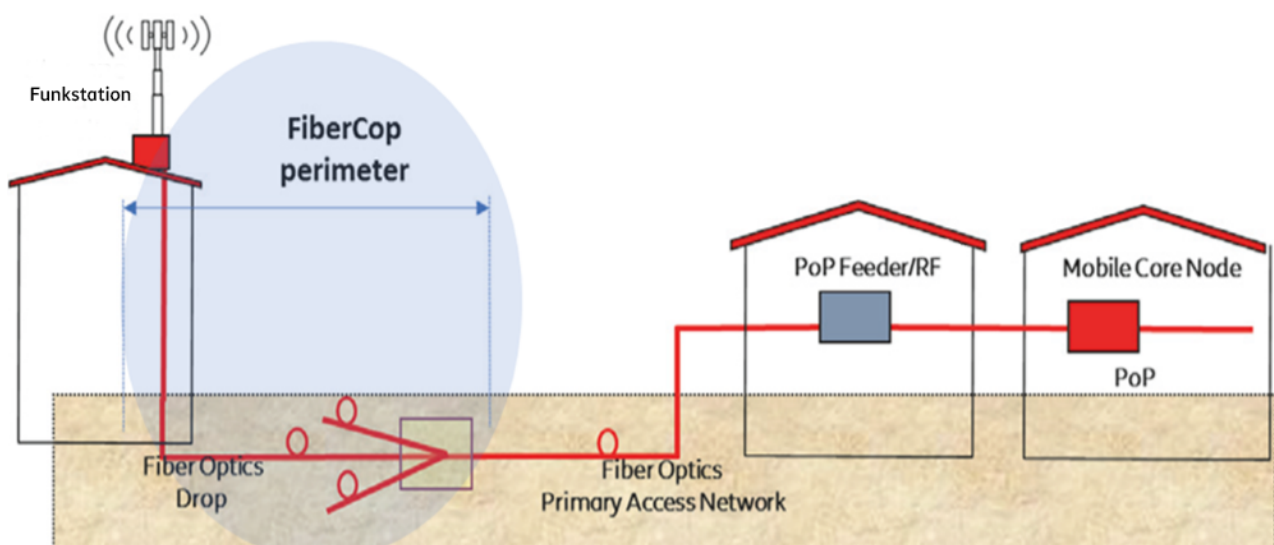 Funkstation
FiberCop
perimeter
PoP Feeder/RF
Mobile Core Node
PoP
Fiber Optics
Drop
Fiber Optics
Primary Access Network